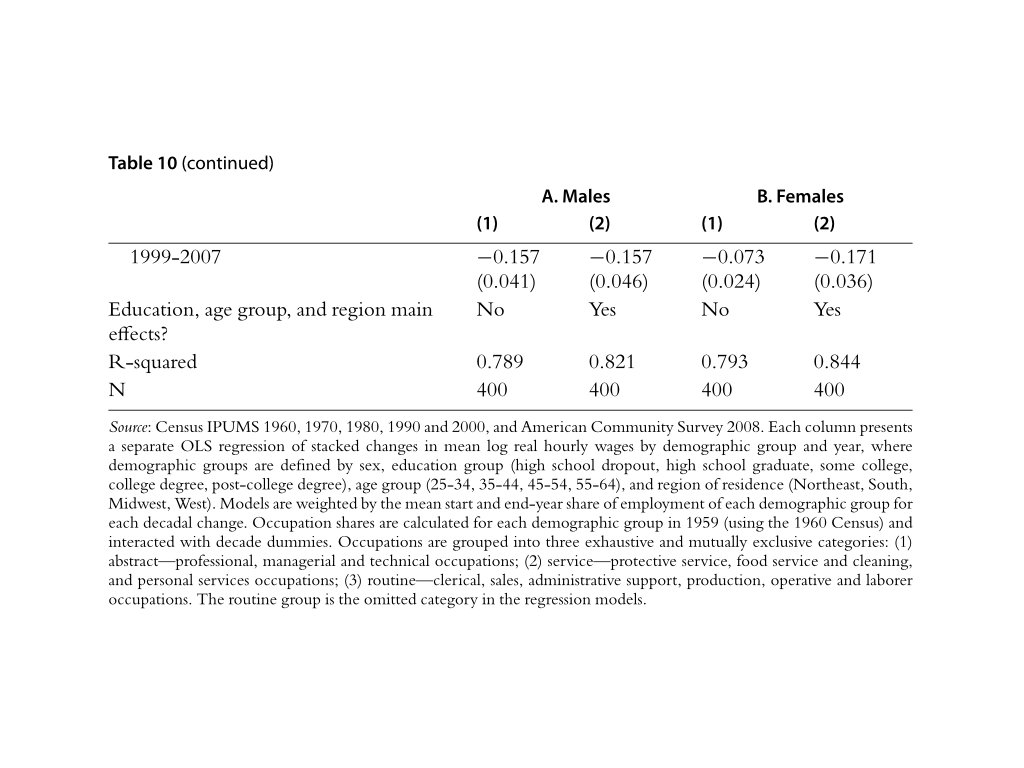 Table 10 (continued)
A. Males B. Females
(1) (2) (1) (2)
1999–2007 −0.157 −0.157 −0.073 −0.171
(0.041) (0.046) (0.024) (0.036)
Education, age group, and region main No Yes No Yes
effects?
R-squared 0.789 0.821 0.793 0.844
N 400 400 400 400
Source: Census IPUMS 1960, 1970, 1980, 1990 and 2000, and American Community Survey 2008. Each column presents
a separate OLS regression of stacked changes in mean log real hourly wages by demographic group and year, where
demographic groups are defined by sex, education group (high school dropout, high school graduate, some college,
college degree, post-college degree), age group (25-34, 35-44, 45-54, 55-64), and region of residence (Northeast, South,
Midwest, West). Models are weighted by the mean start and end-year share of employment of each demographic group for
each decadal change. Occupation shares are calculated for each demographic group in 1959 (using the 1960 Census) and
interacted with decade dummies. Occupations are grouped into three exhaustive and mutually exclusive categories: (1)
abstract—professional, managerial and technical occupations; (2) service—protective service, food service and cleaning,
and personal services occupations; (3) routine—clerical, sales, administrative support, production, operative and laborer
occupations. The routine group is the omitted category in the regression models.